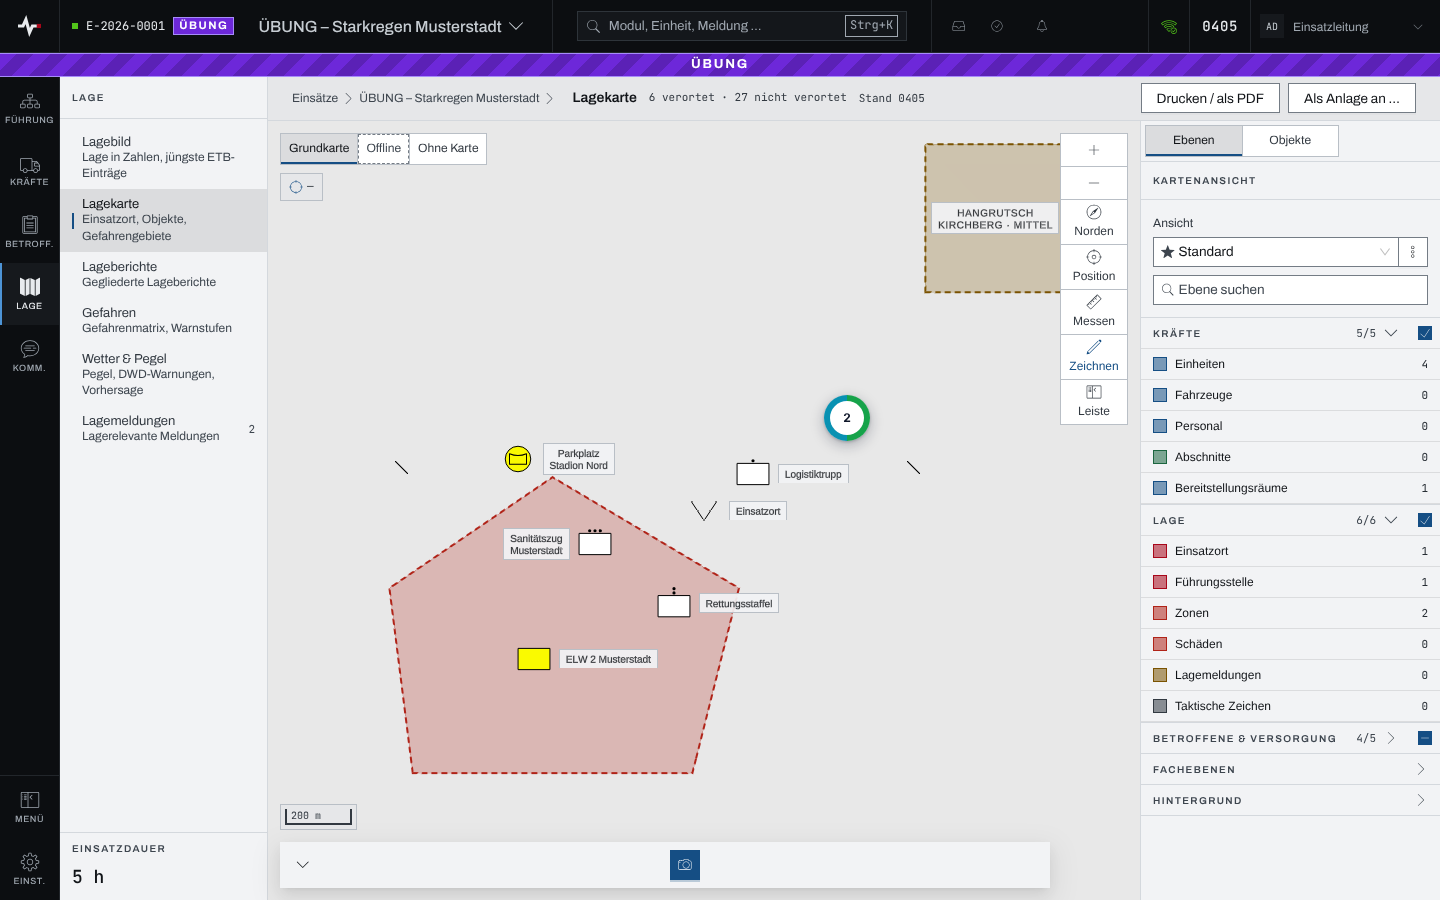 E-2026-0001 ÜBUNG ÜBUNG – Starkregen Musterstadt Modul, Einheit, Meldung ... Strg+K 0405 AD Einsatzleitung
ÜBUNG
FÜHRUNG
KRÄFTE
BETROFF.
LAGE
KOMM.
MENÜ
EINST.
LAGE
Lagebild
Lage in Zahlen, jüngste ETB-
Einträge
Lagekarte
Einsatzort, Objekte,
Gefahrengebiete
Lageberichte
Gegliederte Lageberichte
Gefahren
Gefahrenmatrix, Warnstufen
Wetter & Pegel
Pegel, DWD-Warnungen,
Vorhersage
Lagemeldungen
Lagerelevante Meldungen 2
EINSATZDAUER
5 h
Einsätze ÜBUNG – Starkregen Musterstadt Lagekarte 6 verortet · 27 nicht verortet Stand 0405 Drucken / als PDF Als Anlage an ...
Grundkarte Offline Ohne Karte
–
HANGRUTSCH
KIRCHBERG · MITTEL
Norden
Position
Messen
Zeichnen
Leiste
2
Parkplatz
Stadion Nord
Logistiktrupp
Einsatzort
Sanitätszug
Musterstadt
Rettungsstaffel
ELW 2 Musterstadt
200 m
Ebenen Objekte
KARTENANSICHT
Ansicht
Standard
Ebene suchen
KRÄFTE 5/5
Einheiten 4
Fahrzeuge 0
Personal 0
Abschnitte 0
Bereitstellungsräume 1
LAGE 6/6
Einsatzort 1
Führungsstelle 1
Zonen 2
Schäden 0
Lagemeldungen 0
Taktische Zeichen 0
BETROFFENE & VERSORGUNG 4/5
FACHEBENEN
HINTERGRUND